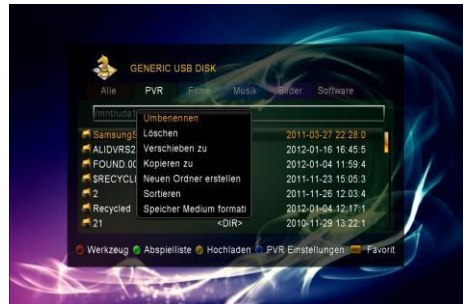 GENERIC USB DISK
Alle PVR Filme Musik Bilder Software
/mnt/uda1
Umbenennen
Löschen
Verschieben zu
Kopieren zu
Neuen Ordner erstellen
Sortieren
Speicher Medium formati
SamsungS 2011-03-27 22:28:0
ALIDVRS2 2012-01-16 16:45:5
FOUND.00 2012-01-04 11:59:4
$RECYCL 2011-11-23 15:05:3
2 2011-11-26 12:03:4
Recycled 2012-01-04 12:17:1
21 <DIR> 2010-11-29 13:22:1
Werkzeug Abspielliste Hochladen PVR Einstellungen Favorit